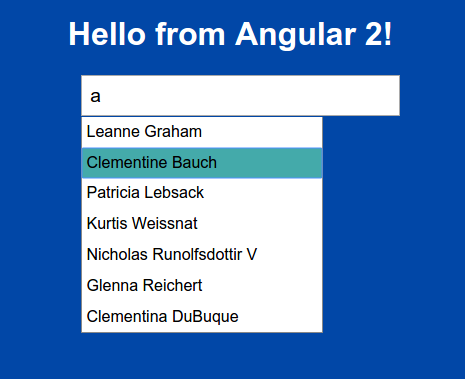 Hello from Angular 2!
a
Leanne Graham
Clementine Bauch
Patricia Lebsack
Kurtis Weissnat
Nicholas Runolfsdottir V
Glenna Reichert
Clementina DuBuque